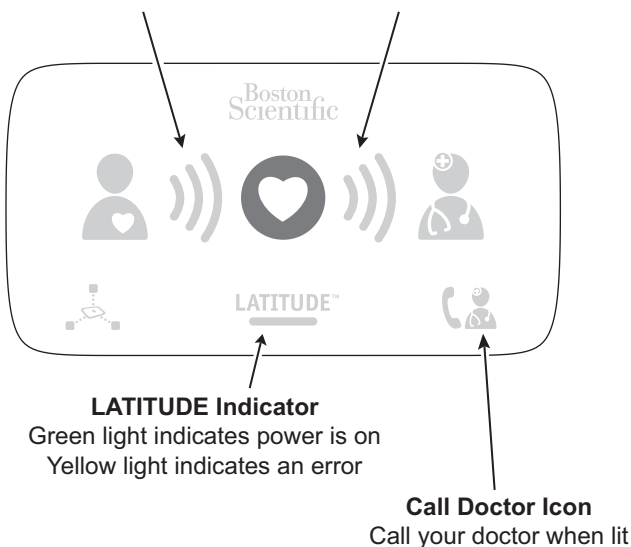 Boston
Scientific
LATITUDE™
LATITUDE Indicator
Green light indicates power is on
Yellow light indicates an error
Call Doctor Icon
Call your doctor when lit